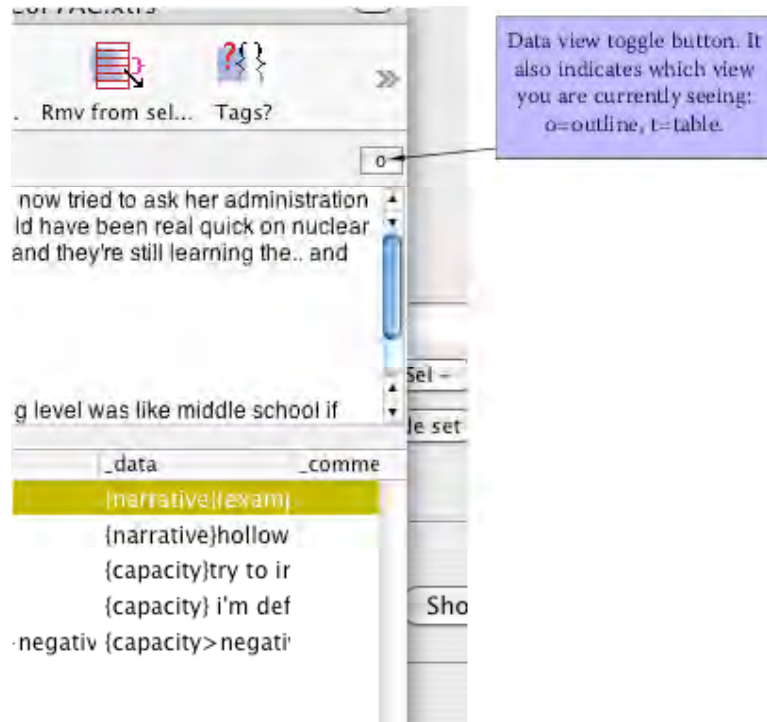 Rmv from sel... Tags?
Data view toggle button. It
also indicates which view
you are currently seeing:
o=outline, t=table.
o
now tried to ask her administration
ld have been real quick on nuclear
and they're still learning the.. and
Sel –
g level was like middle school if
le set
_data _comme
{narrative}{examp
{narrative}hollow
{capacity}try to ir
{capacity} i'm def
Sho
negativ {capacity>negati